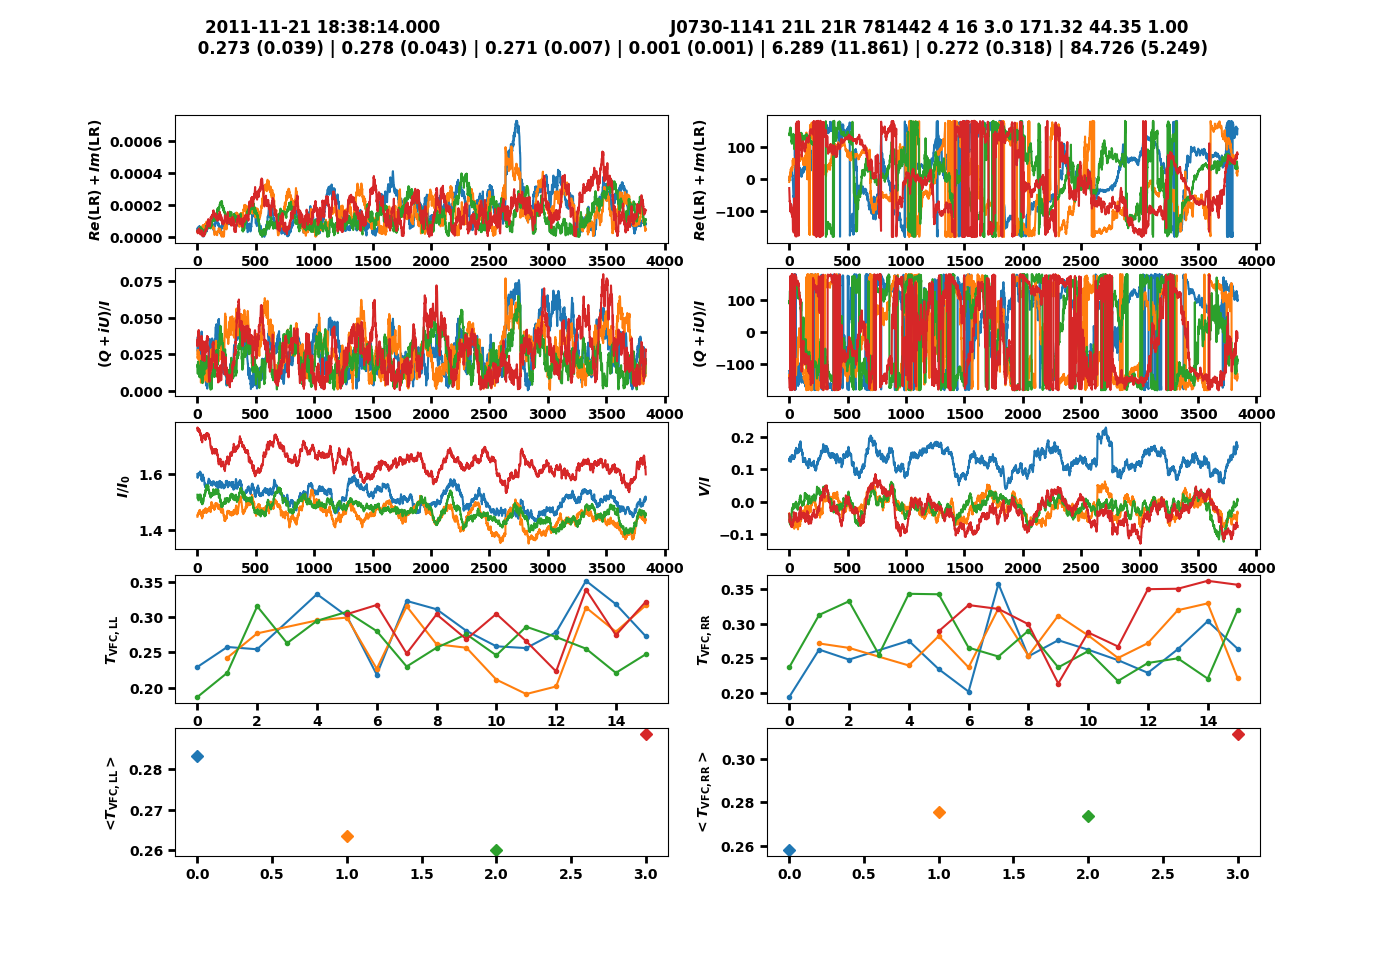 2011-11-21 18:38:14.000 J0730-1141 21L 21R 781442 4 16 3.0 171.32 44.35 1.00
0.273 (0.039) | 0.278 (0.043) | 0.271 (0.007) | 0.001 (0.001) | 6.289 (11.861) | 0.272 (0.318) | 84.726 (5.249)
Re(LR) + Im(LR)
0.0006
0.0004
0.0002
0.0000
0 500 1000 1500 2000 2500 3000 3500 4000
Re(LR) + Im(LR)
100
0
−100
0 500 1000 1500 2000 2500 3000 3500 4000
(Q + iU)/I
0.075
0.050
0.025
0.000
0 500 1000 1500 2000 2500 3000 3500 4000
(Q + iU)/I
100
0
−100
0 500 1000 1500 2000 2500 3000 3500 4000
I/I0
1.6
1.4
0 500 1000 1500 2000 2500 3000 3500 4000
V/I
0.2
0.1
0.0
−0.1
0 500 1000 1500 2000 2500 3000 3500 4000
TVFC, LL
0.35
0.30
0.25
0.20
0 2 4 6 8 10 12 14
TVFC, RR
0.35
0.30
0.25
0.20
0 2 4 6 8 10 12 14
<TVFC, LL >
0.28
0.27
0.26
0.0 0.5 1.0 1.5 2.0 2.5 3.0
< TVFC, RR >
0.30
0.28
0.26
0.0 0.5 1.0 1.5 2.0 2.5 3.0